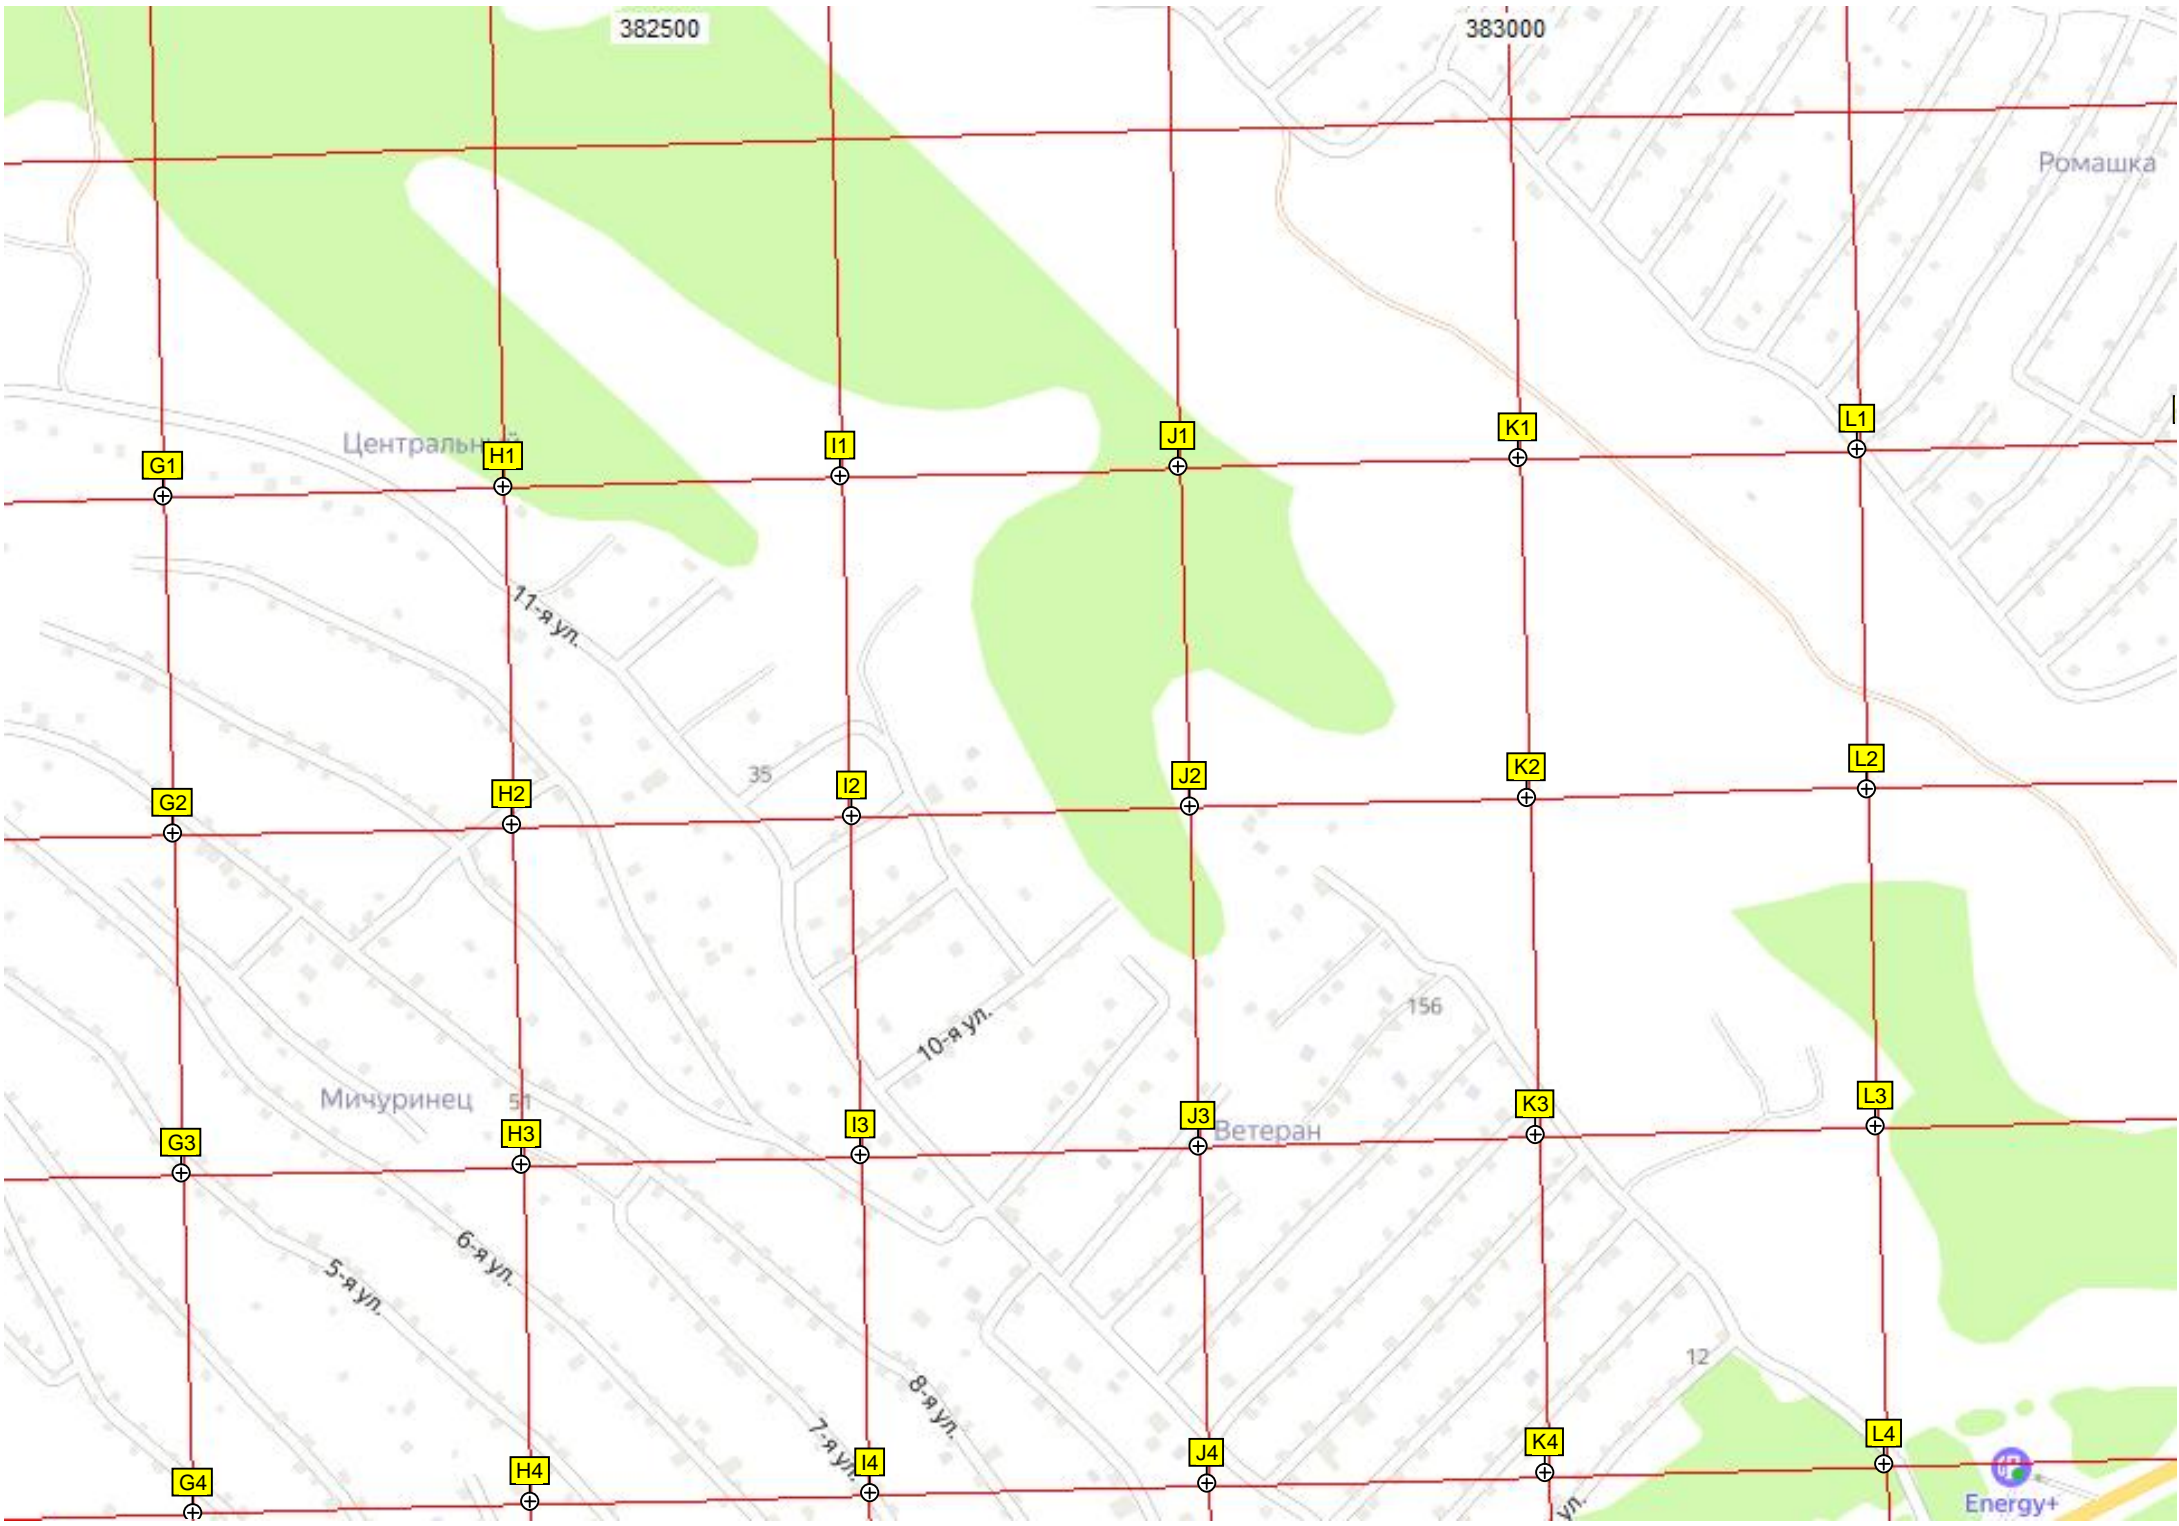 382500
383000
Ромашка
L1
K1
J1
I1
Центральный
H1
G1
11-я ул.
L2
K2
J2
35
I2
H2
G2
156
10-я ул.
L3
Мичуринец
51
K3
J3
I3
Ветеран
H3
G3
6-я ул.
5-я ул.
12
8-я ул.
7-я ул.
L4
K4
J4
I4
H4
G4
ул.
Energy+